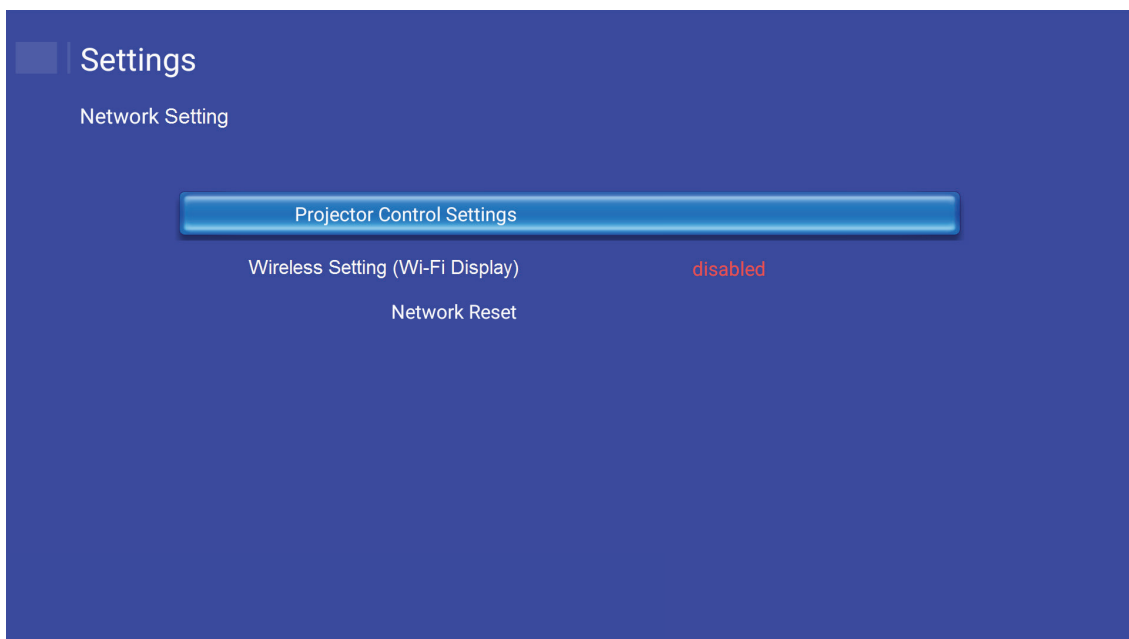 Settings
Network Setting
Projector Control Settings
Wireless Setting (Wi-Fi Display) disabled
Network Reset